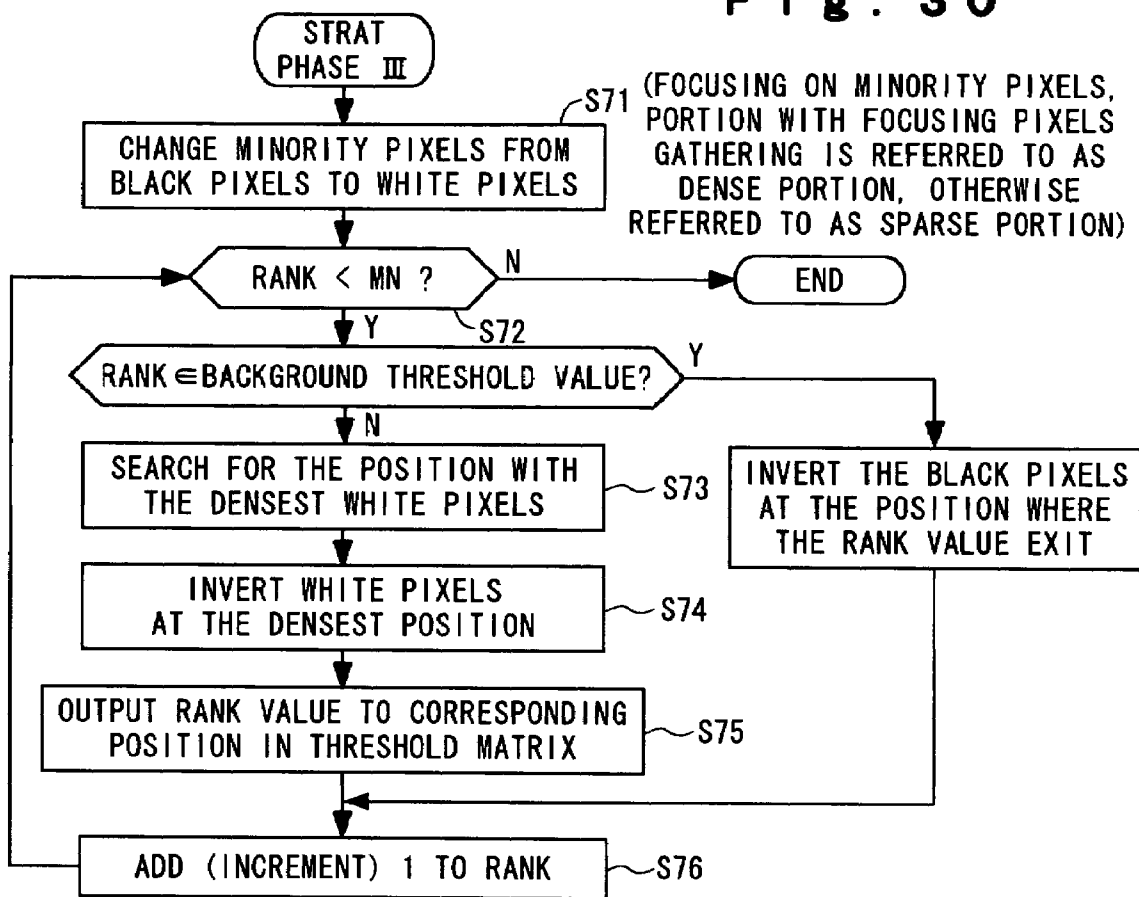 Fig. 30
STRAT
PHASE III
S71
(FOCUSING ON MINORITY PIXELS,
PORTION WITH FOCUSING PIXELS
GATHERING IS REFERRED TO AS
DENSE PORTION, OTHERWISE
REFERRED TO AS SPARSE PORTION)
CHANGE MINORITY PIXELS FROM
BLACK PIXELS TO WHITE PIXELS
RANK < MN ?
N
END
S72
Y
RANK∈BACKGROUND THRESHOLD VALUE?
Y
N
SEARCH FOR THE POSITION WITH
THE DENSEST WHITE PIXELS
S73
INVERT THE BLACK PIXELS
AT THE POSITION WHERE
THE RANK VALUE EXIT
INVERT WHITE PIXELS
AT THE DENSEST POSITION
S74
OUTPUT RANK VALUE TO CORRESPONDING
POSITION IN THRESHOLD MATRIX
S75
ADD (INCREMENT) 1 TO RANK
S76